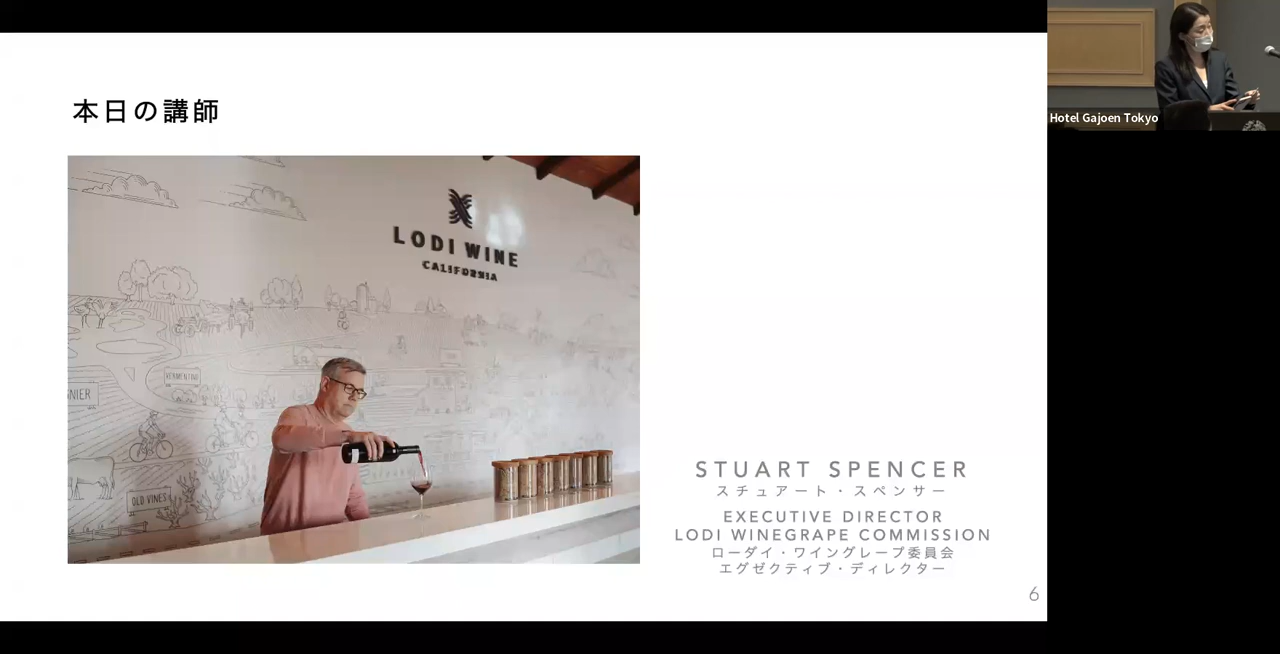 本日の講師
LODI WINE
CALIFORNIA
VERMENTINO
NIER
OLD VINES
STUART SPENCER
スチュアート・スペンサー
EXECUTIVE DIRECTOR
LODI WINEGRAPE COMMISSION
ローダイ・ワイングレープ委員会
エグゼクティブ・ディレクター
6
Hotel Gajoen Tokyo